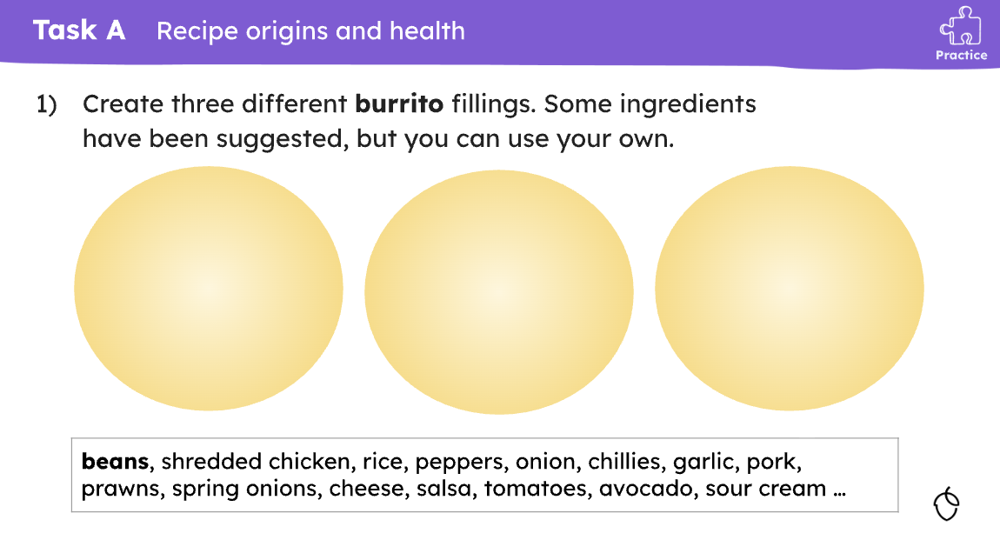 Task A Recipe origins and health
Practice
1) Create three different burrito fillings. Some ingredients
have been suggested, but you can use your own.
beans, shredded chicken, rice, peppers, onion, chillies, garlic, pork,
prawns, spring onions, cheese, salsa, tomatoes, avocado, sour cream ...